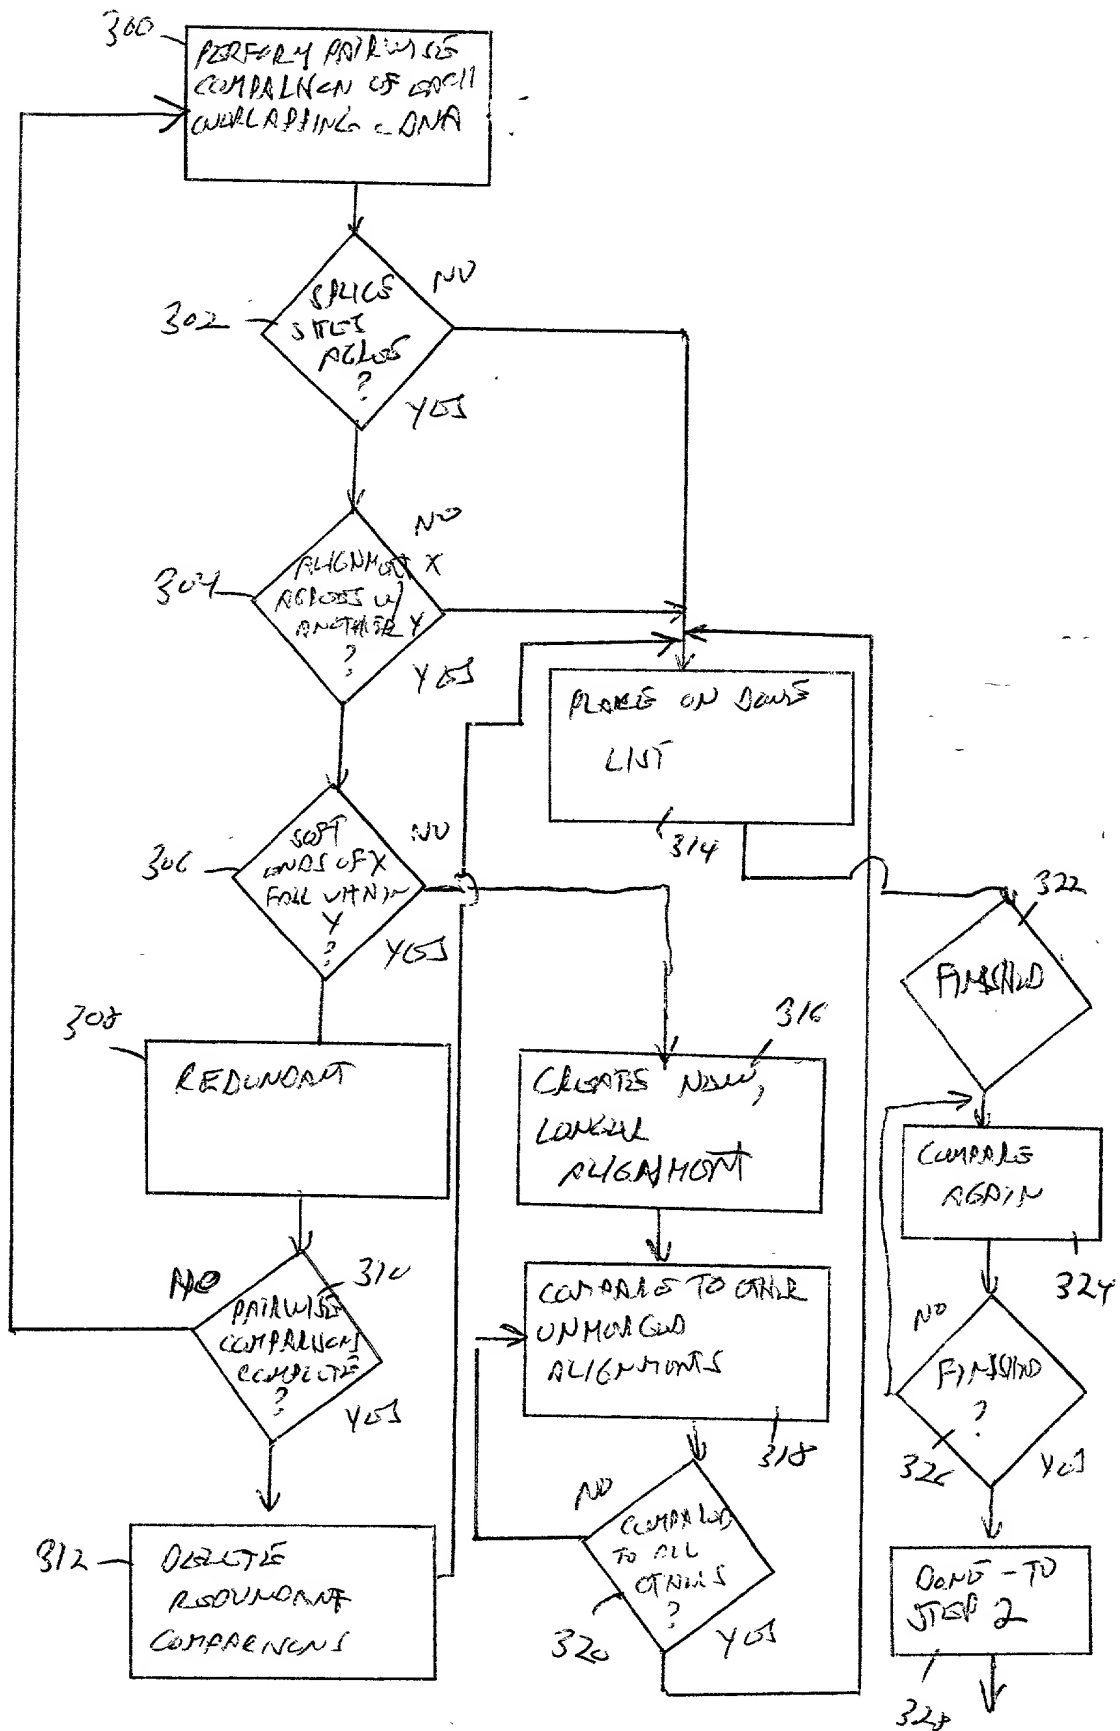 300
PERFORM PAIRWISE
COMPARISON OF EACH
OVERLAPPING cDNA
302
SPLICE
SITES
AGREE
?
NO
YES
304
ALIGNMENT X
AGREES W/
ANOTHER Y
?
NO
YES
306
SOFT
ENDS OF X
FALL WITHIN
Y
?
NO
YES
308
REDUNDANT
310
PAIRWISE
COMPARISONS
COMPLETE
?
NO
YES
312
DELETE
REDUNDANT
COMPARISONS
PLACE ON DONE
LIST
314
316
CREATE NEW,
LONGER
ALIGNMENT
COMPARE TO OTHER
UNMERGED
ALIGNMENTS
318
NO
COMPARED
TO ALL
OTHERS
?
320
YES
322
FINISHED
COMPARE
AGAIN
324
NO
FINISHED
?
326
YES
DONE - TO
STEP 2
328